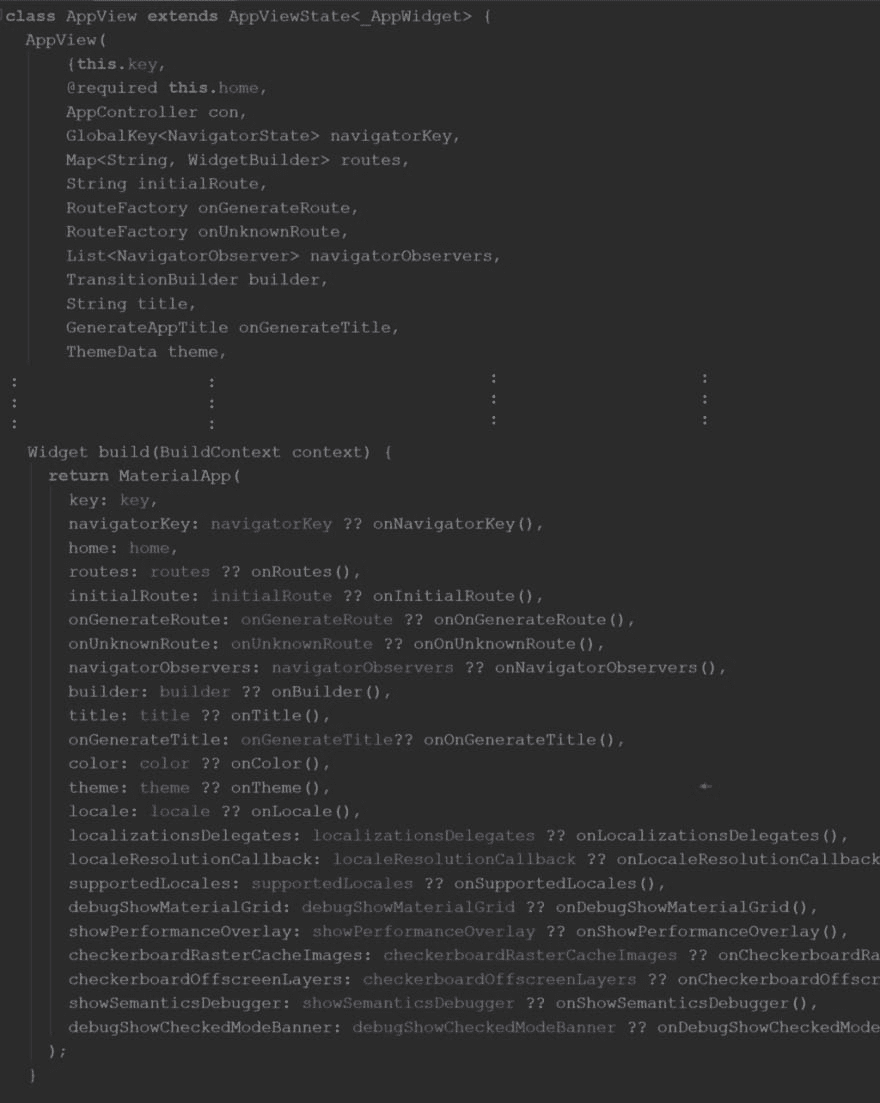 class AppView extends AppViewState<_AppWidget> {
AppView(
{this.key,
@required this.home,
AppController con,
GlobalKey<NavigatorState> navigatorKey,
Map<String, WidgetBuilder> routes,
String initialRoute,
RouteFactory onGenerateRoute,
RouteFactory onUnknownRoute,
List<NavigatorObserver> navigatorObservers,
TransitionBuilder builder,
String title,
GenerateAppTitle onGenerateTitle,
ThemeData theme,
: : : :
: : : :
: : : :
Widget build(BuildContext context) {
return MaterialApp(
key: key,
navigatorKey: navigatorKey ?? onNavigatorKey(),
home: home,
routes: routes ?? onRoutes(),
initialRoute: initialRoute ?? onInitialRoute(),
onGenerateRoute: onGenerateRoute ?? onOnGenerateRoute(),
onUnknownRoute: onUnknownRoute ?? onOnUnknownRoute(),
navigatorObservers: navigatorObservers ?? onNavigatorObservers(),
builder: builder ?? onBuilder(),
title: title ?? onTitle(),
onGenerateTitle: onGenerateTitle?? onOnGenerateTitle(),
color: color ?? onColor(),
theme: theme ?? onTheme(),
locale: locale ?? onLocale(),
localizationsDelegates: localizationsDelegates ?? onLocalizationsDelegates(),
localeResolutionCallback: localeResolutionCallback ?? onLocaleResolutionCallback
supportedLocales: supportedLocales ?? onSupportedLocales(),
debugShowMaterialGrid: debugShowMaterialGrid ?? onDebugShowMaterialGrid(),
showPerformanceOverlay: showPerformanceOverlay ?? onShowPerformanceOverlay(),
checkerboardRasterCacheImages: checkerboardRasterCacheImages ?? onCheckerboardRa
checkerboardOffscreenLayers: checkerboardOffscreenLayers ?? onCheckerboardOffscr
showSemanticsDebugger: showSemanticsDebugger ?? onShowSemanticsDebugger(),
debugShowCheckedModeBanner: debugShowCheckedModeBanner ?? onDebugShowCheckedMode
);
}